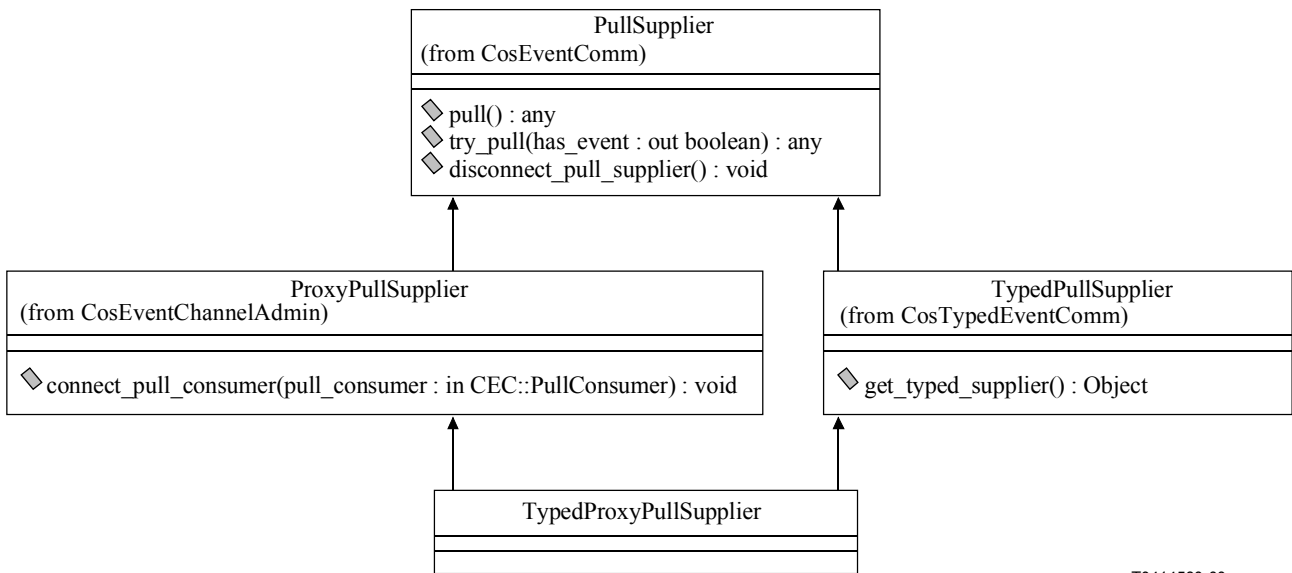 PullSupplier
(from CosEventComm)
pull() : any
try_pull(has_event : out boolean) : any
disconnect_pull_supplier() : void
ProxyPullSupplier
(from CosEventChannelAdmin)
connect_pull_consumer(pull_consumer : in CEC::PullConsumer) : void
TypedPullSupplier
(from CosTypedEventComm)
get_typed_supplier() : Object
TypedProxyPullSupplier